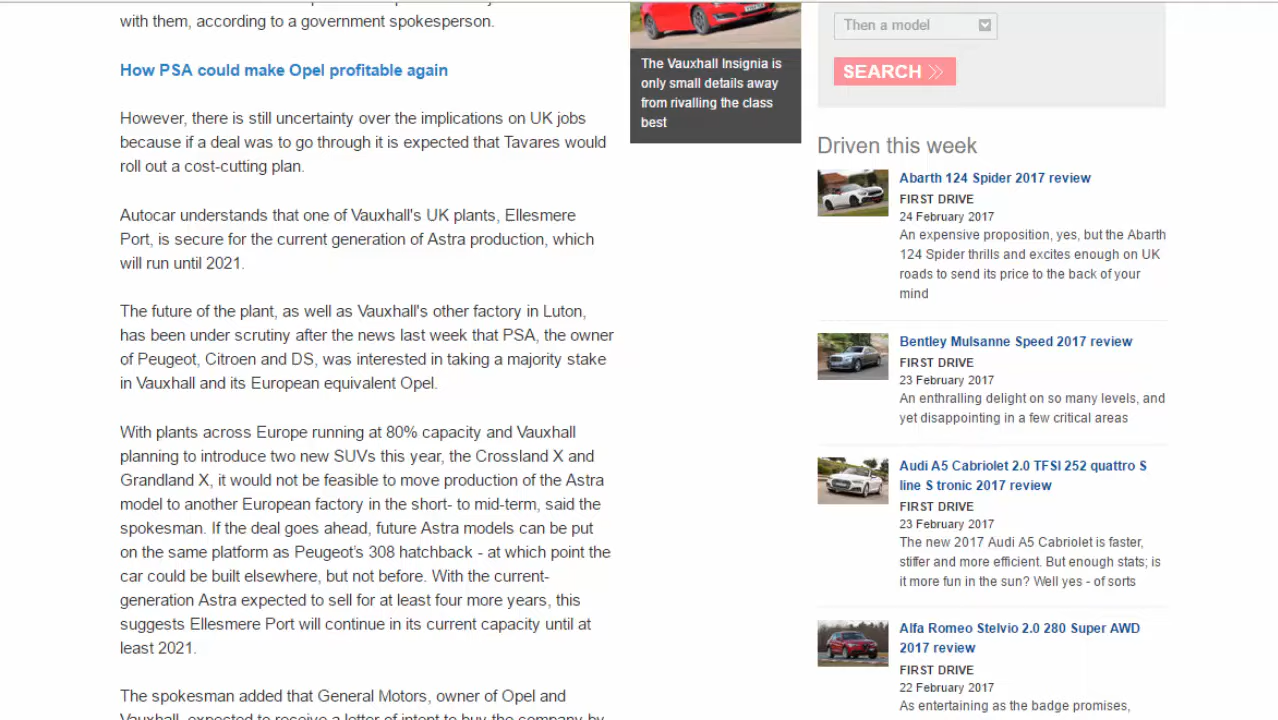 with them, according to a government spokesperson.
How PSA could make Opel profitable again
However, there is still uncertainty over the implications on UK jobs
because if a deal was to go through it is expected that Tavares would
roll out a cost-cutting plan.
Autocar understands that one of Vauxhall's UK plants, Ellesmere
Port, is secure for the current generation of Astra production, which
will run until 2021.
The future of the plant, as well as Vauxhall's other factory in Luton,
has been under scrutiny after the news last week that PSA, the owner
of Peugeot, Citroen and DS, was interested in taking a majority stake
in Vauxhall and its European equivalent Opel.
With plants across Europe running at 80% capacity and Vauxhall
planning to introduce two new SUVs this year, the Crossland X and
Grandland X, it would not be feasible to move production of the Astra
model to another European factory in the short- to mid-term, said the
spokesman. If the deal goes ahead, future Astra models can be put
on the same platform as Peugeot's 308 hatchback - at which point the
car could be built elsewhere, but not before. With the current-
generation Astra expected to sell for at least four more years, this
suggests Ellesmere Port will continue in its current capacity until at
least 2021.
The spokesman added that General Motors, owner of Opel and
Vauxhall, expected to receive a letter of intent to buy the company by
The Vauxhall Insignia is
only small details away
from rivalling the class
best
Then a model
SEARCH
Driven this week
Abarth 124 Spider 2017 review
FIRST DRIVE
24 February 2017
An expensive proposition, yes, but the Abarth
124 Spider thrills and excites enough on UK
roads to send its price to the back of your
mind
Bentley Mulsanne Speed 2017 review
FIRST DRIVE
23 February 2017
An enthralling delight on so many levels, and
yet disappointing in a few critical areas
Audi A5 Cabriolet 2.0 TFSI 252 quattro S
line S tronic 2017 review
FIRST DRIVE
23 February 2017
The new 2017 Audi A5 Cabriolet is faster,
stiffer and more efficient. But enough stats; is
it more fun in the sun? Well yes - of sorts
Alfa Romeo Stelvio 2.0 280 Super AWD
2017 review
FIRST DRIVE
22 February 2017
As entertaining as the badge promises,